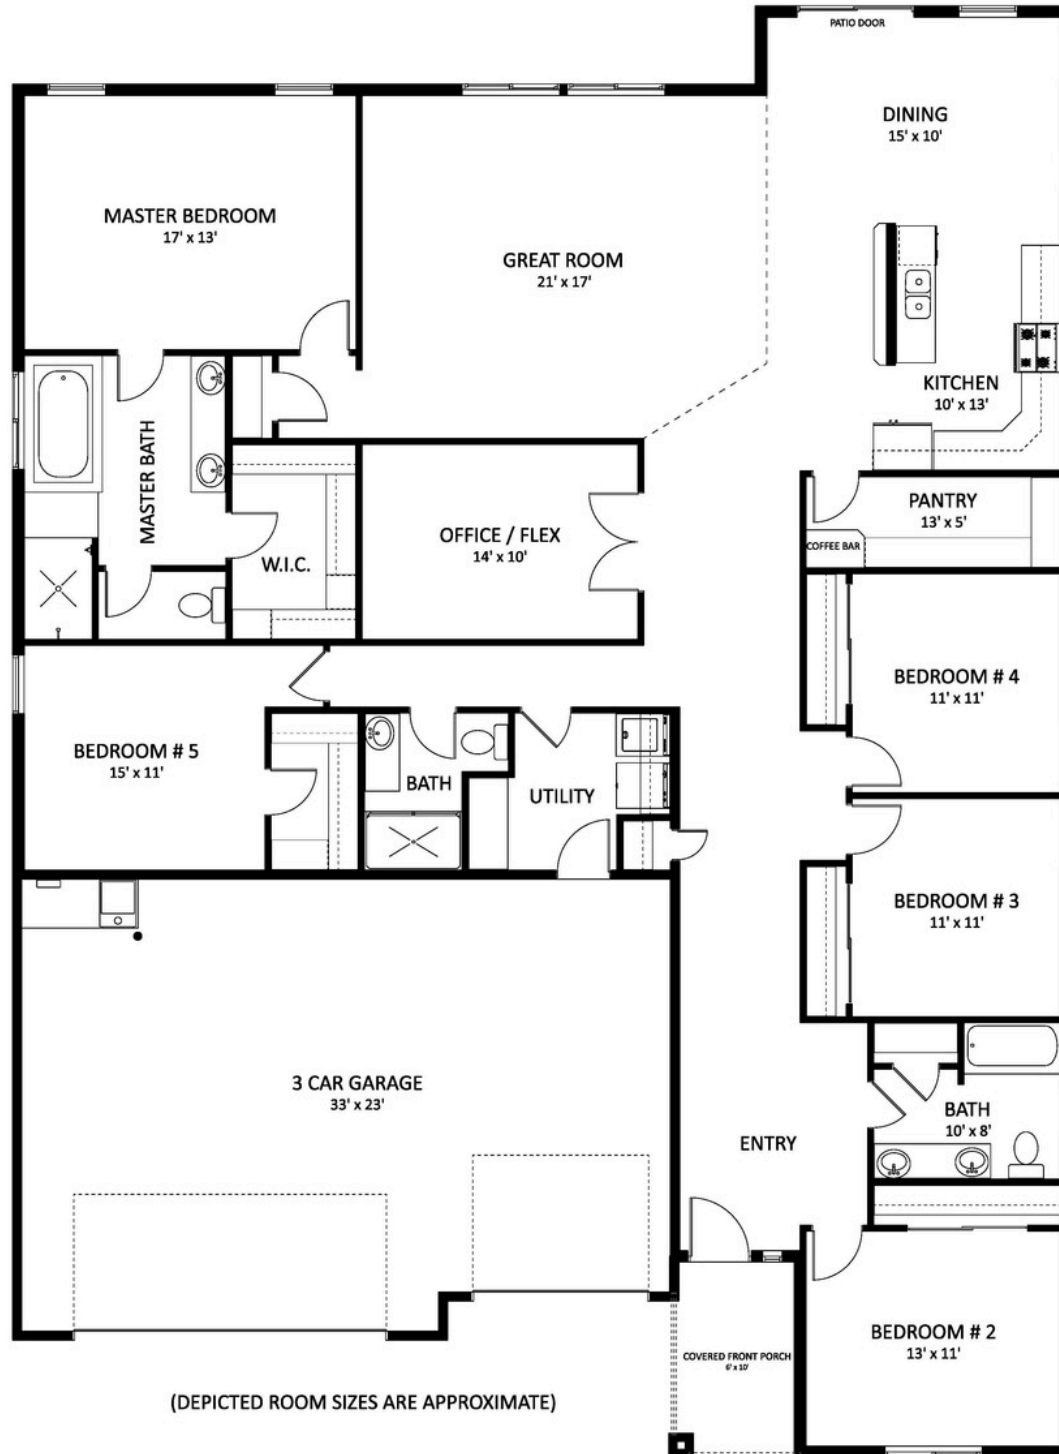 PATIO DOOR
DINING
15' x 10'
MASTER BEDROOM
17' x 13'
GREAT ROOM
21' x 17'
KITCHEN
10' x 13'
MASTER BATH
PANTRY
13' x 5'
COFFEE BAR
OFFICE / FLEX
14' x 10'
W.I.C.
BEDROOM # 4
11' x 11'
BEDROOM # 5
15' x 11'
BATH
UTILITY
BEDROOM # 3
11' x 11'
3 CAR GARAGE
33' x 23'
BATH
10' x 8'
ENTRY
BEDROOM # 2
13' x 11'
COVERED FRONT PORCH
6' x 10'
(DEPICTED ROOM SIZES ARE APPROXIMATE)